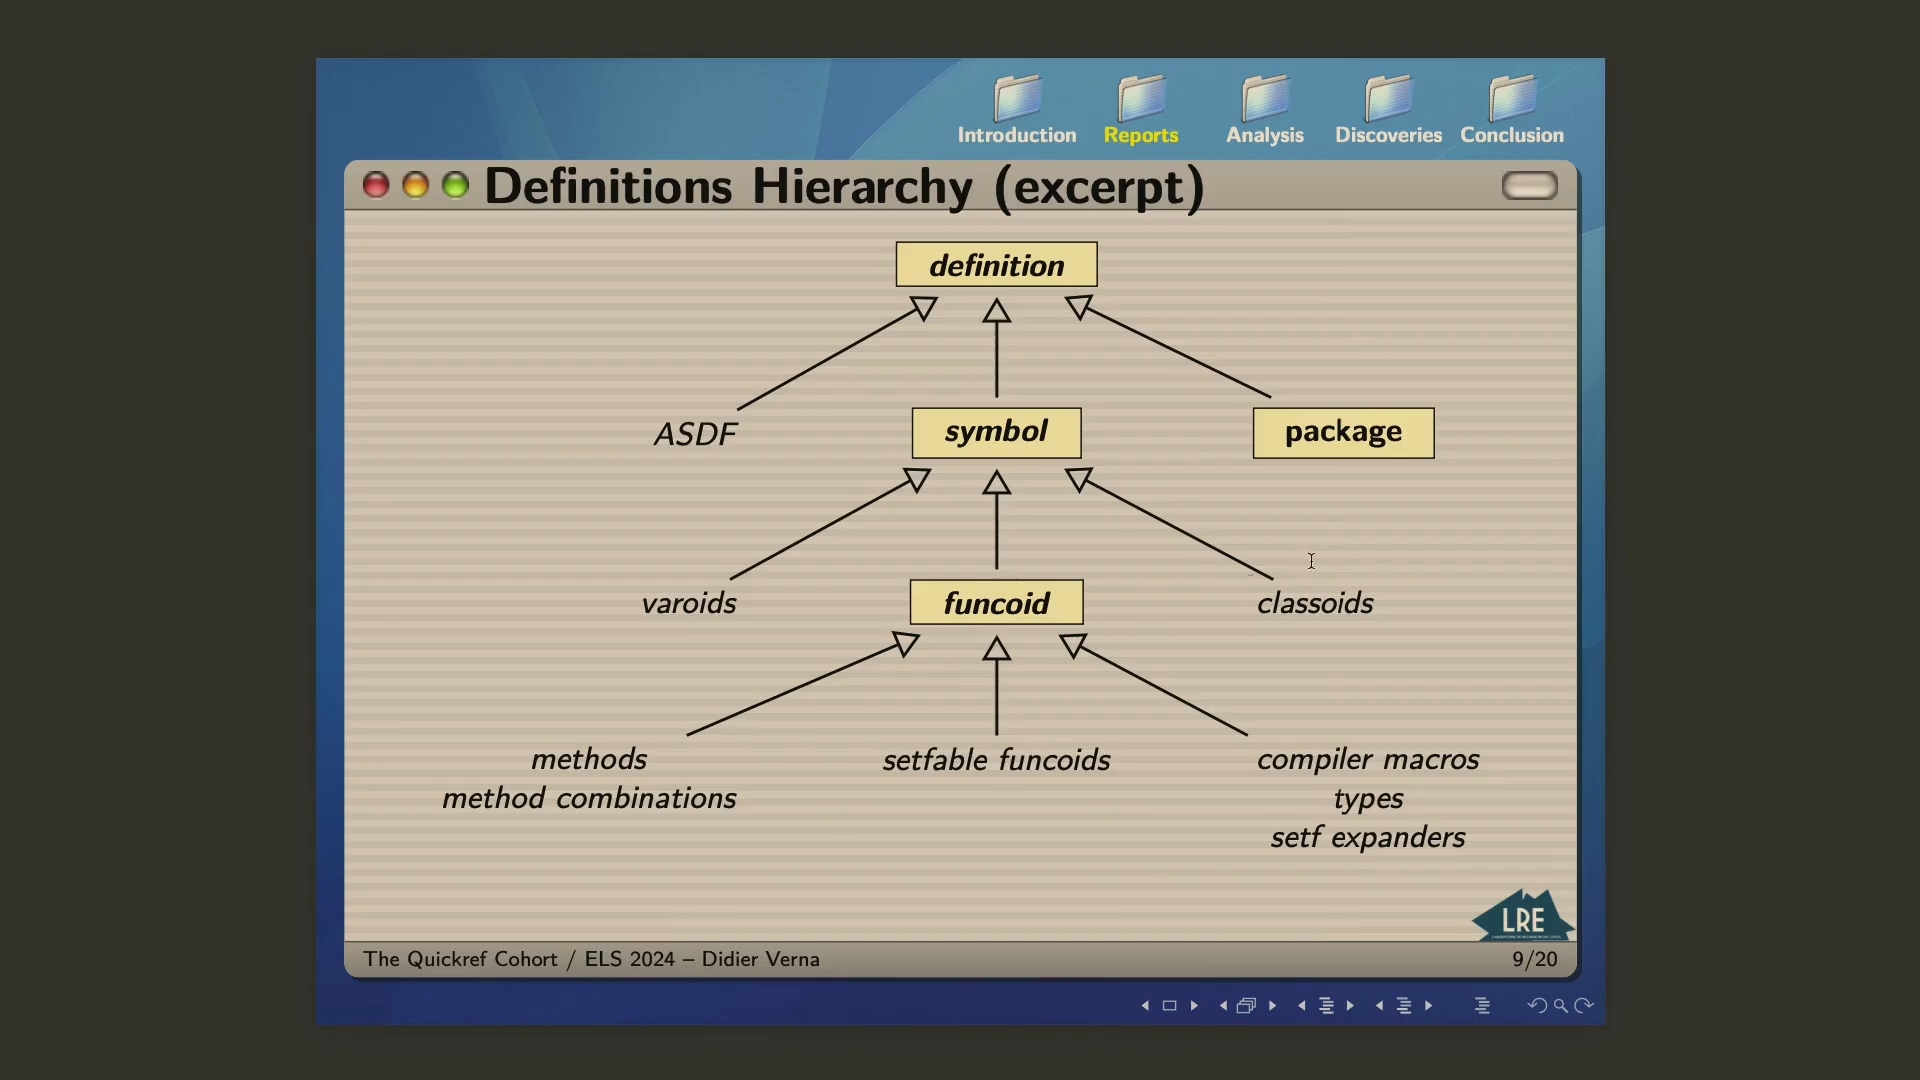 Introduction Reports Analysis Discoveries Conclusion
Definitions Hierarchy (excerpt)
definition
ASDF symbol package
varoids funcoid classoids
methods setfable funcoids compiler macros
method combinations types
setf expanders
LRE
The Quickref Cohort / ELS 2024 – Didier Verna 9/20